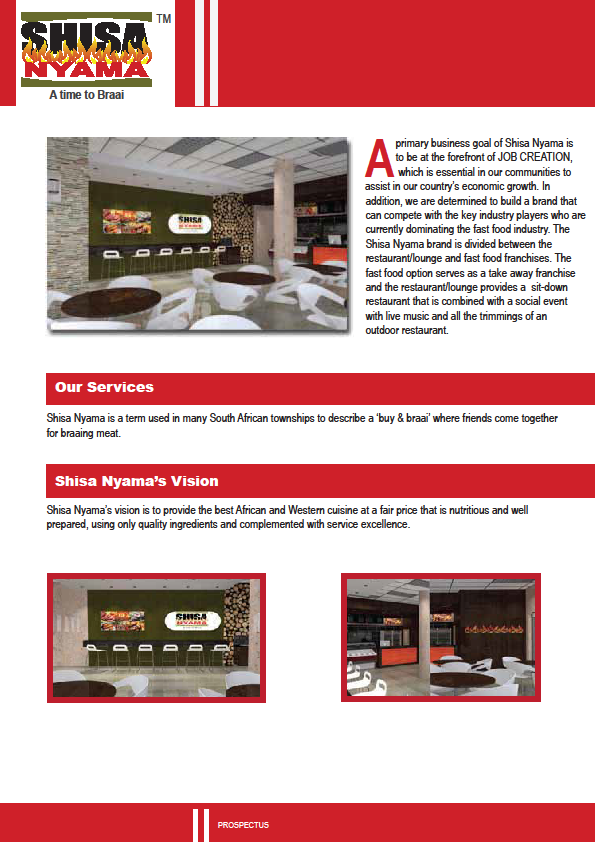 SHISA
NYAMA
TM
A time to Braai
A primary business goal of Shisa Nyama is
to be at the forefront of JOB CREATION,
which is essential in our communities to
assist in our country's economic growth. In
addition, we are determined to build a brand that
can compete with the key industry players who are
currently dominating the fast food industry. The
Shisa Nyama brand is divided between the
restaurant/lounge and fast food franchises. The
fast food option serves as a take away franchise
and the restaurant/lounge provides a sit-down
restaurant that is combined with a social event
with live music and all the trimmings of an
outdoor restaurant.
SHISA
NYAMA
Our Services
Shisa Nyama is a term used in many South African townships to describe a ‘buy & braai’ where friends come together
for braaing meat.
Shisa Nyama’s Vision
Shisa Nyama’s vision is to provide the best African and Western cuisine at a fair price that is nutritious and well
prepared, using only quality ingredients and complemented with service excellence.
SHISA
NYAMA
PROSPECTUS